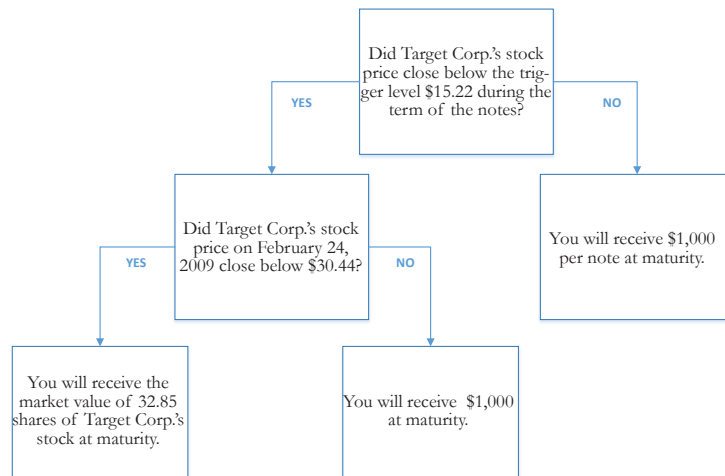 Did Target Corp.'s stock
price close below the trig-
ger level $15.22 during the
term of the notes?
YES
NO
Did Target Corp.'s stock
price on February 24,
2009 close below $30.44?
You will receive $1,000
per note at maturity.
YES
NO
You will receive the
market value of 32.85
shares of Target Corp.'s
stock at maturity.
You will receive $1,000
at maturity.